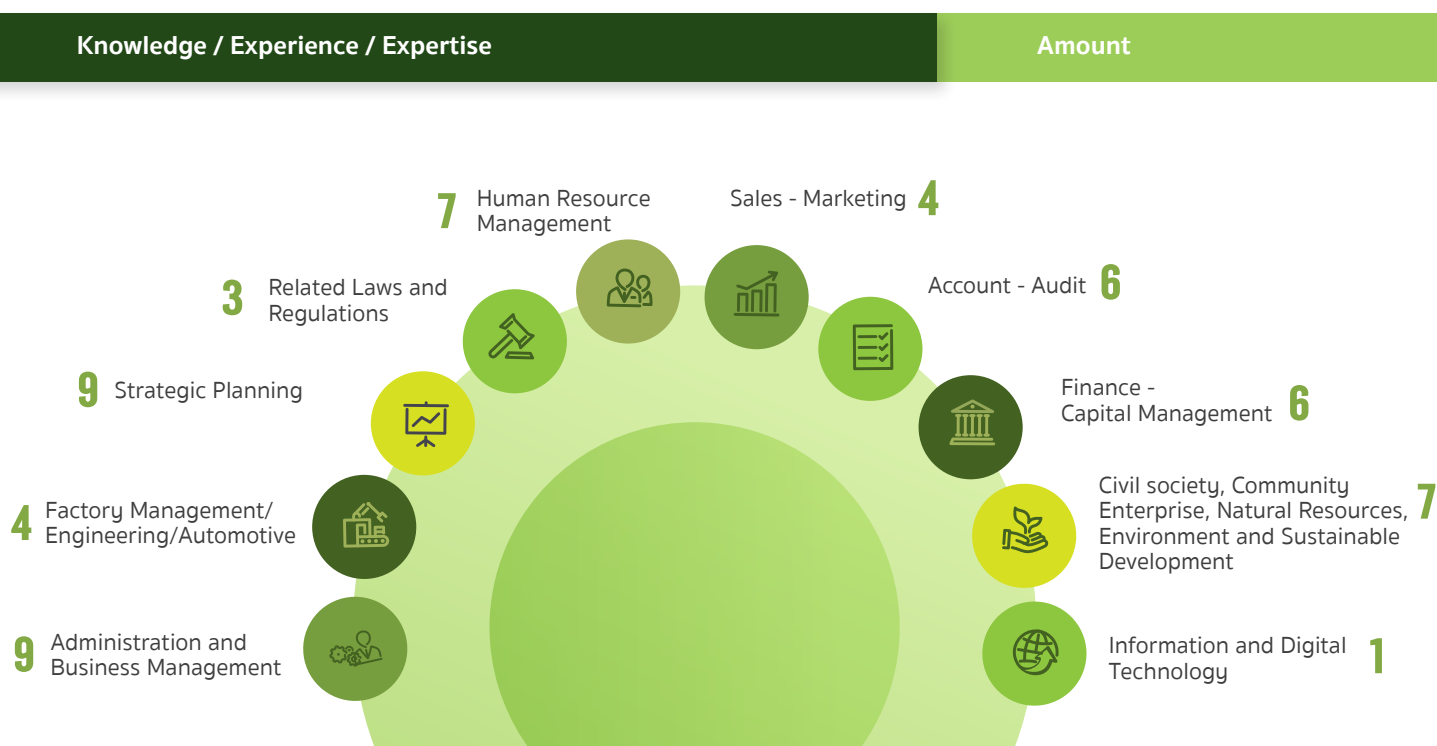 Knowledge / Experience / Expertise
Amount
7
Human Resource
Management
Sales - Marketing 4
3
Related Laws and
Regulations
Account - Audit 6
9 Strategic Planning
Finance -
Capital Management 6
4
Factory Management/
Engineering/Automotive
Civil society, Community
Enterprise, Natural Resources,
Environment and Sustainable
Development
7
9
Administration and
Business Management
Information and Digital
Technology
1